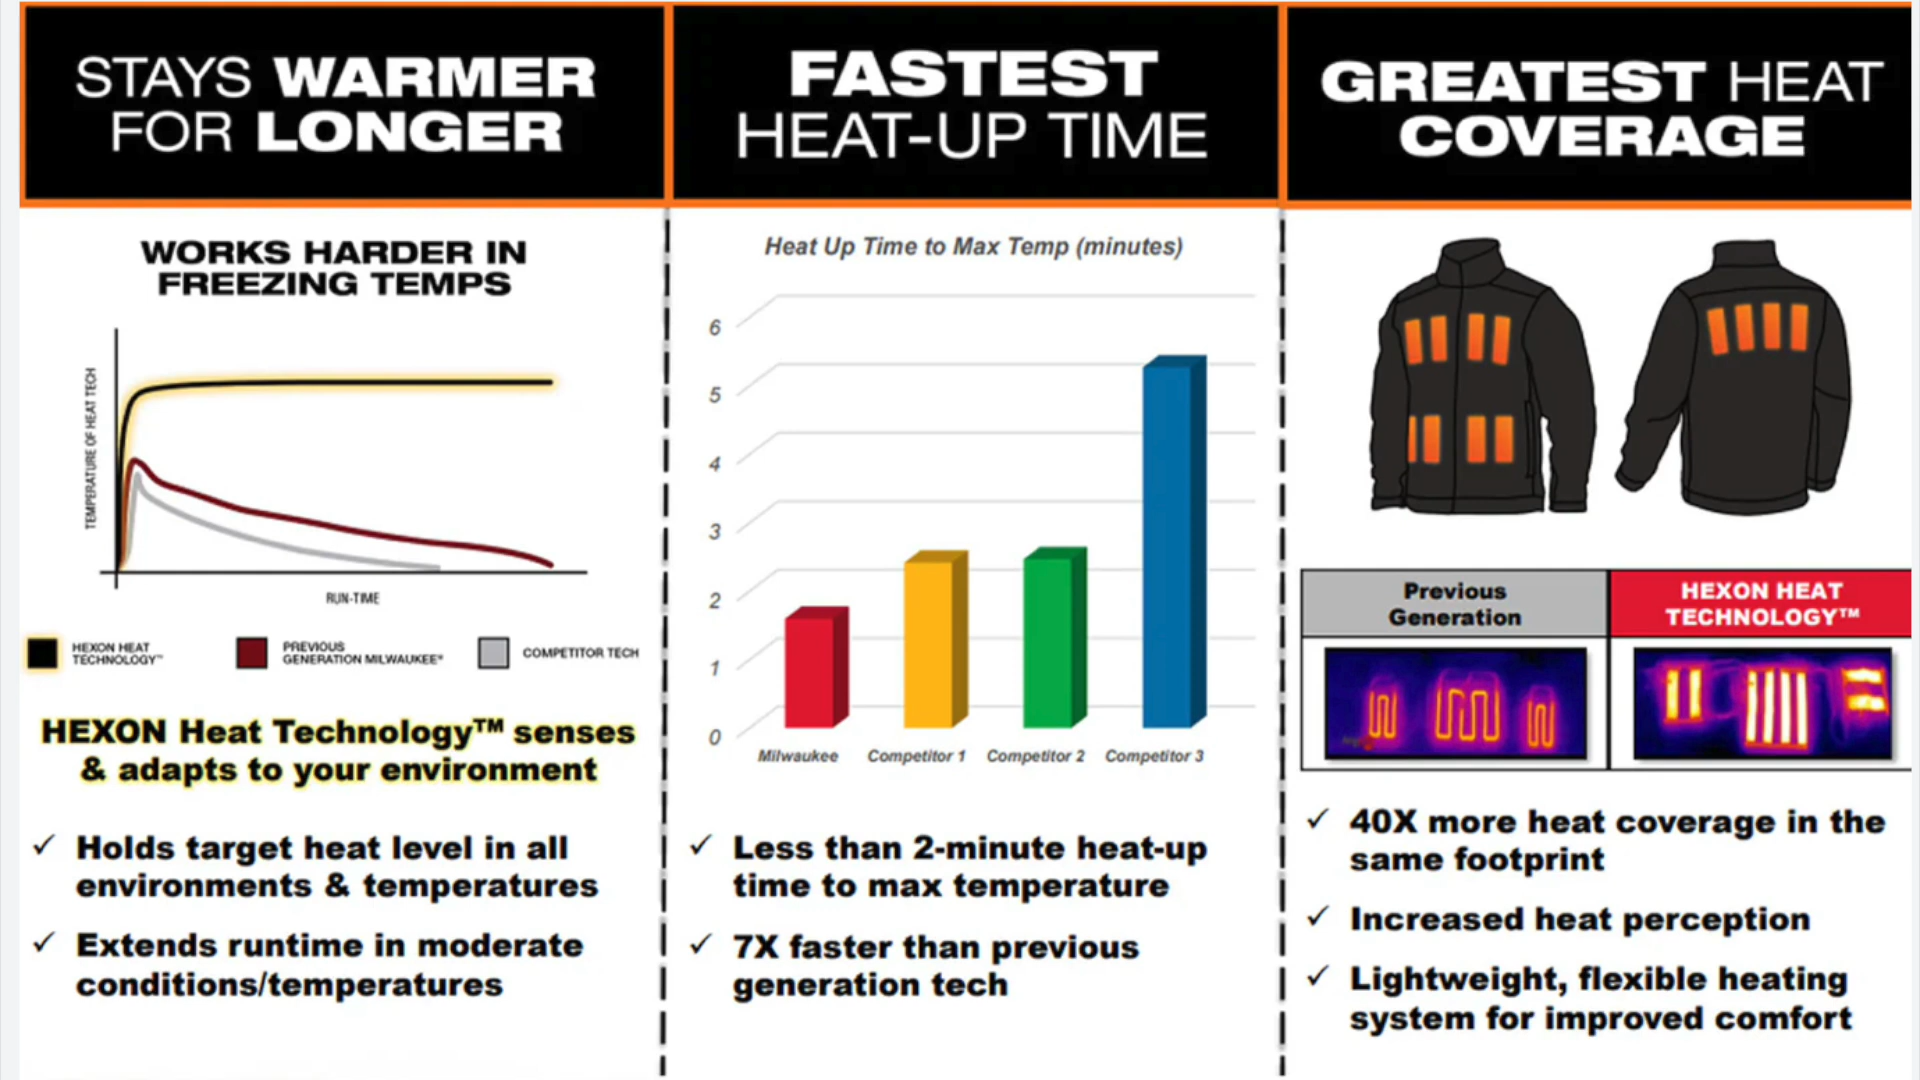 STAYS WARMER
FOR LONGER
WORKS HARDER IN
FREEZING TEMPS
TEMPERATURE OF HEAT TECH
RUN-TIME
HEXON HEAT
TECHNOLOGY™
PREVIOUS
GENERATION MILWAUKEE®
COMPETITOR TECH
HEXON Heat Technology™ senses
& adapts to your environment
✓ Holds target heat level in all
environments & temperatures
✓ Extends runtime in moderate
conditions/temperatures
FASTEST
HEAT-UP TIME
Heat Up Time to Max Temp (minutes)
6
5
4
3
2
1
0
Milwaukee Competitor 1 Competitor 2 Competitor 3
✓ Less than 2-minute heat-up
time to max temperature
✓ 7X faster than previous
generation tech
GREATEST HEAT
COVERAGE
Previous
Generation
HEXON HEAT
TECHNOLOGY™
✓ 40X more heat coverage in the
same footprint
✓ Increased heat perception
✓ Lightweight, flexible heating
system for improved comfort